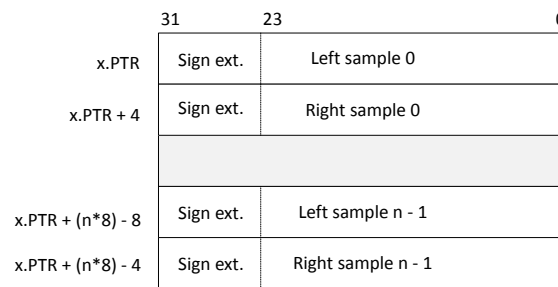 31 23
x.PTR Sign ext. Left sample 0
x.PTR + 4 Sign ext. Right sample 0
x.PTR + (n*8) - 8 Sign ext. Left sample n - 1
x.PTR + (n*8) - 4 Sign ext. Right sample n - 1